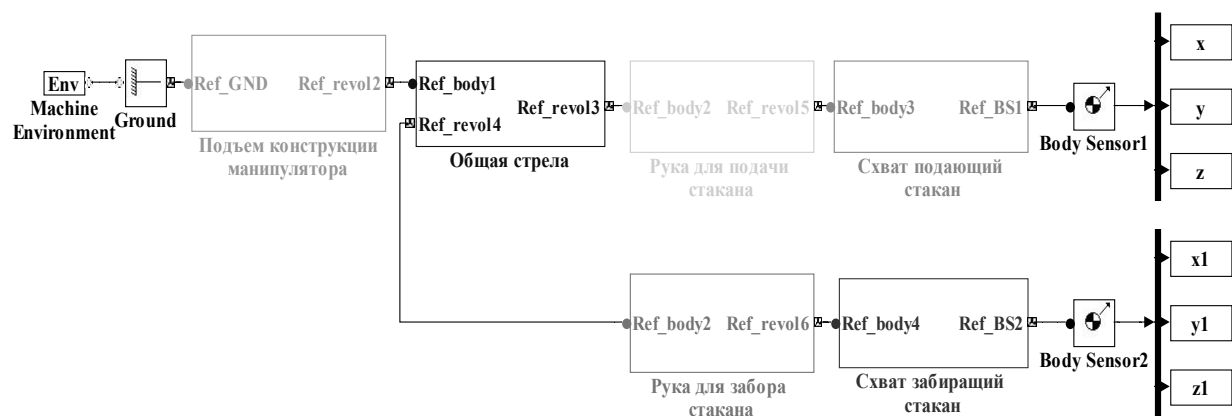 Env
Machine
Environment
Ground
Ref_GND
Ref_revol2
Подъем конструкции
манипулятора
Ref_body1
Ref_revol3
Ref_revol4
Общая стрела
Ref_body2
Ref_revol5
Рука для подачи
стакана
Ref_body3
Ref_BS1
Схват подающий
стакан
Body Sensor1
x
y
z
Ref_body2
Ref_revol6
Рука для забора
стакана
Ref_body4
Ref_BS2
Схват забиращий
стакан
Body Sensor2
x1
y1
z1